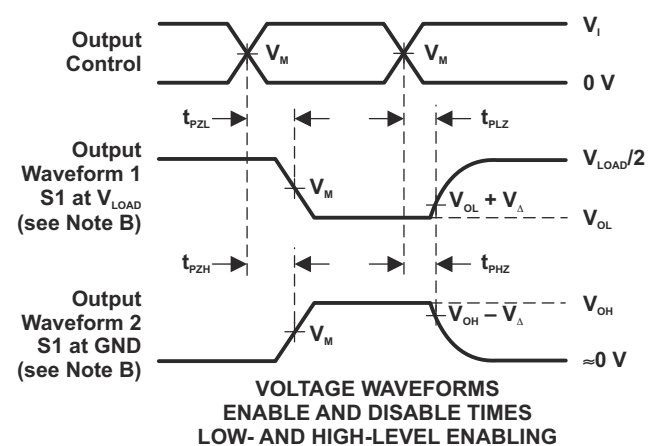 Output
Control
V_M
V_M
V_I
0 V
t_PZL
t_PLZ
Output
Waveform 1
S1 at V_LOAD
(see Note B)
V_M
V_OL + V_Δ
V_LOAD/2
V_OL
t_PZH
t_PHZ
Output
Waveform 2
S1 at GND
(see Note B)
V_M
V_OH – V_Δ
V_OH
≈0 V
VOLTAGE WAVEFORMS
ENABLE AND DISABLE TIMES
LOW- AND HIGH-LEVEL ENABLING